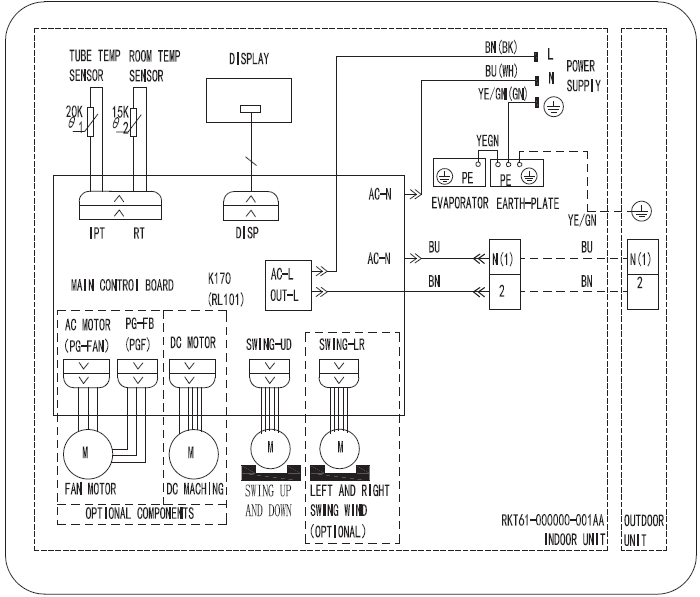 TUBE TEMP SENSOR
ROOM TEMP SENSOR
DISPLAY
BN(BK)
L
BU(WH)
N
POWER SUPPLY
YE/GN(GN)
20K
θ 1
15K
θ 2
YEGN
PE
PE
EVAPORATOR
EARTH-PLATE
YE/GN
AC-N
IPT
RT
DISP
AC-N
BU
N(1)
BU
N(1)
MAIN CONTROL BOARD
K170
(RL101)
AC-L
OUT-L
BN
2
BN
2
AC MOTOR
(PG-FAN)
PG-FB
(PGF)
DC MOTOR
SWING-UD
SWING-LR
M
M
M
M
FAN MOTOR
DC MACHING
SWING UP
AND DOWN
LEFT AND RIGHT
SWING WIND
(OPTIONAL)
OPTIONAL COMPONENTS
RKT61-000000-001AA
INDOOR UNIT
OUTDOOR
UNIT